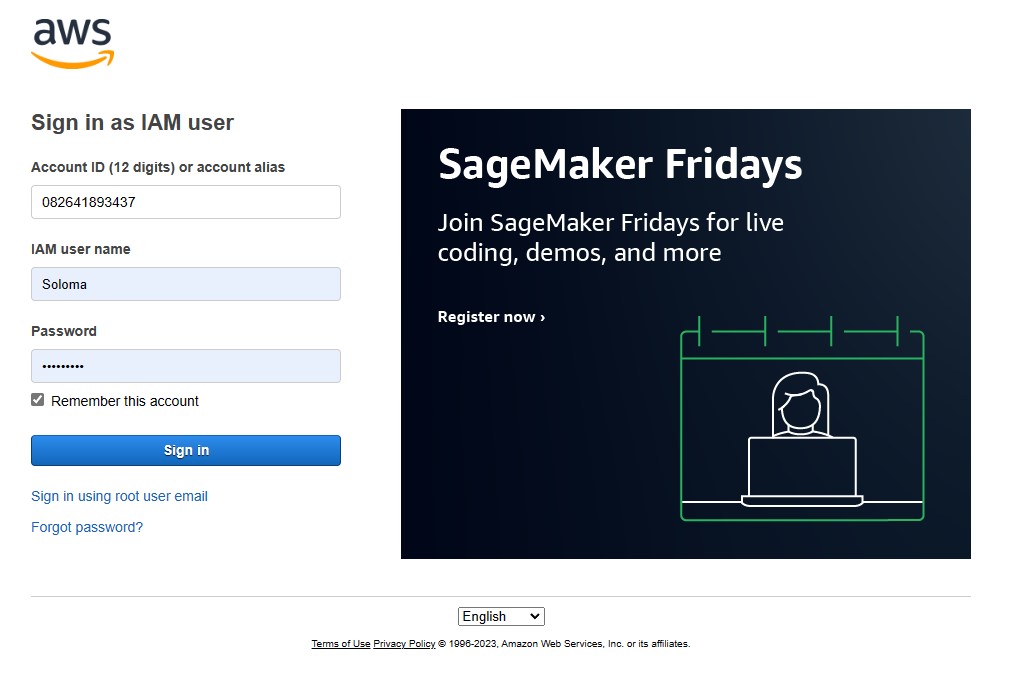 aws
Sign in as IAM user
Account ID (12 digits) or account alias
082641893437
IAM user name
Soloma
Password
•••••••••
Remember this account
Sign in
Sign in using root user email
Forgot password?
SageMaker Fridays
Join SageMaker Fridays for live
coding, demos, and more
Register now ›
English
Terms of Use Privacy Policy © 1996-2023, Amazon Web Services, Inc. or its affiliates.